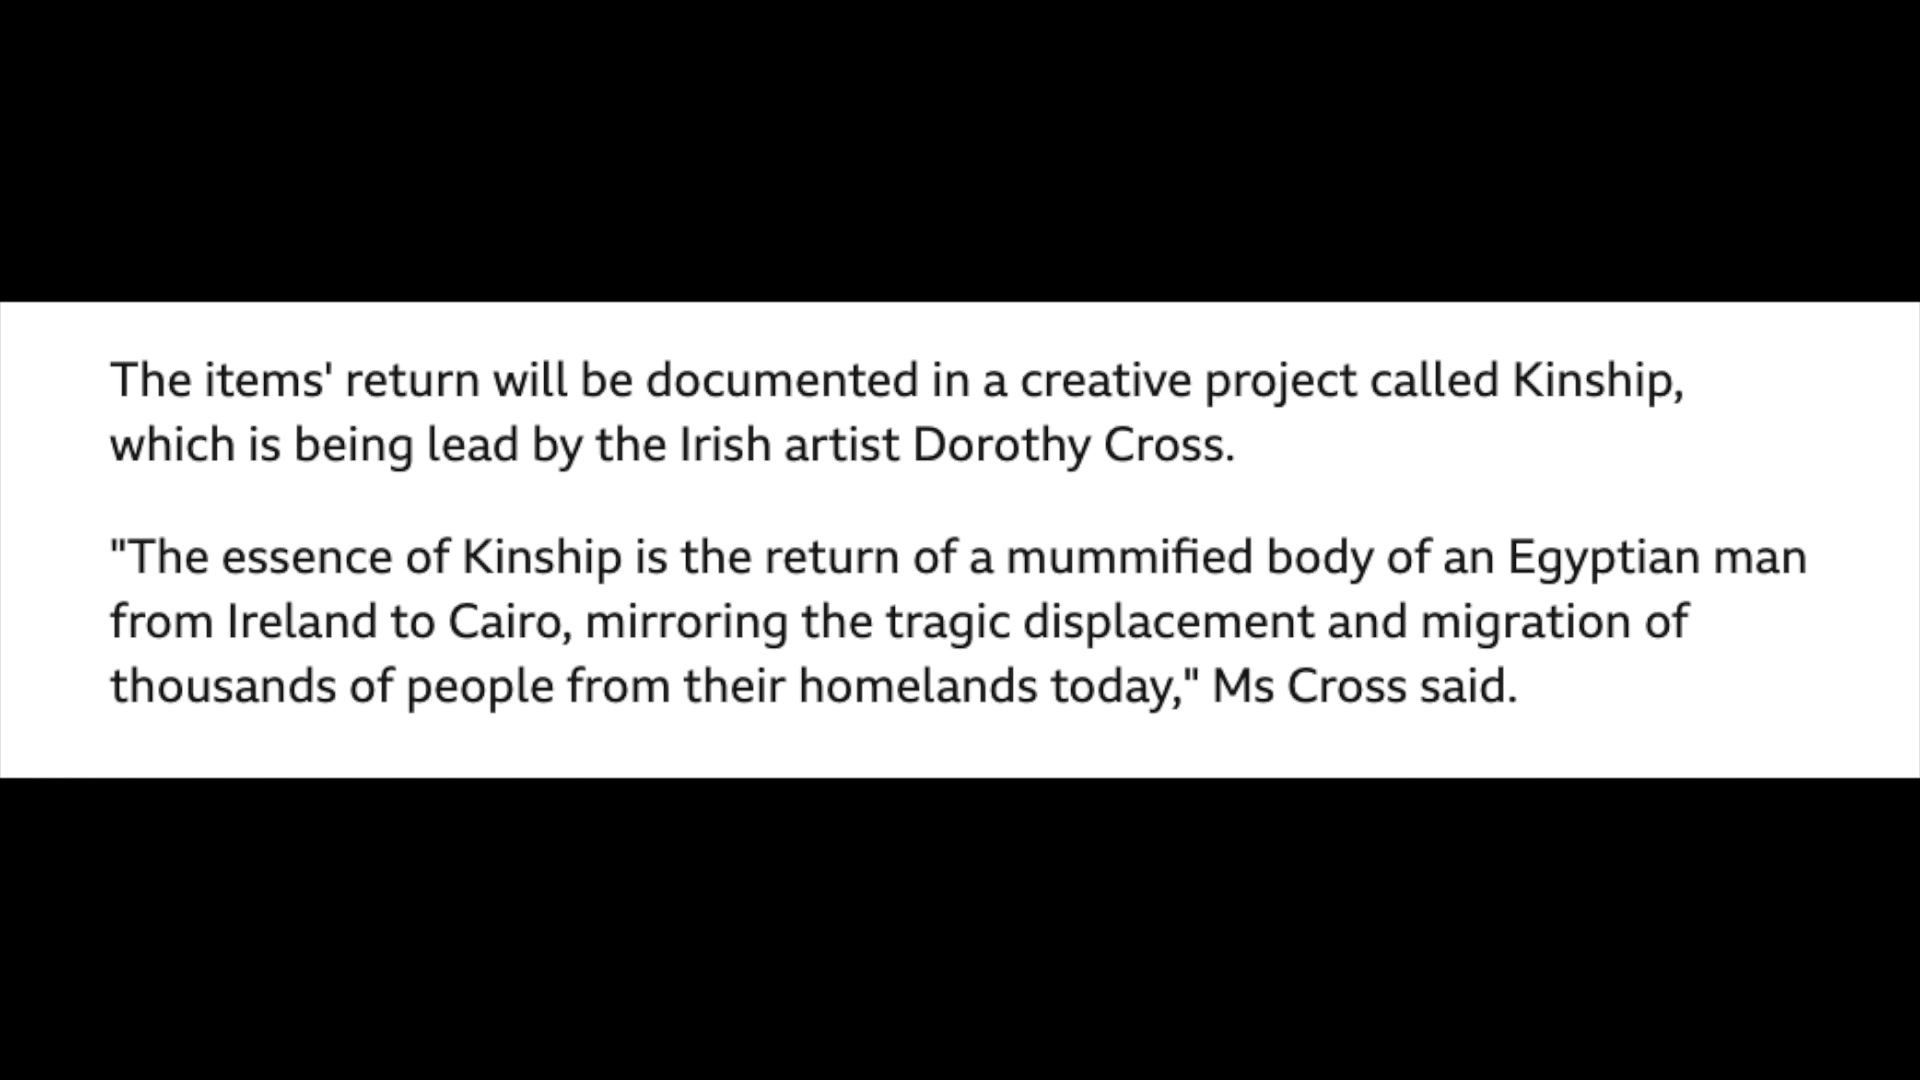 The items' return will be documented in a creative project called Kinship,
which is being lead by the Irish artist Dorothy Cross.
"The essence of Kinship is the return of a mummified body of an Egyptian man
from Ireland to Cairo, mirroring the tragic displacement and migration of
thousands of people from their homelands today," Ms Cross said.